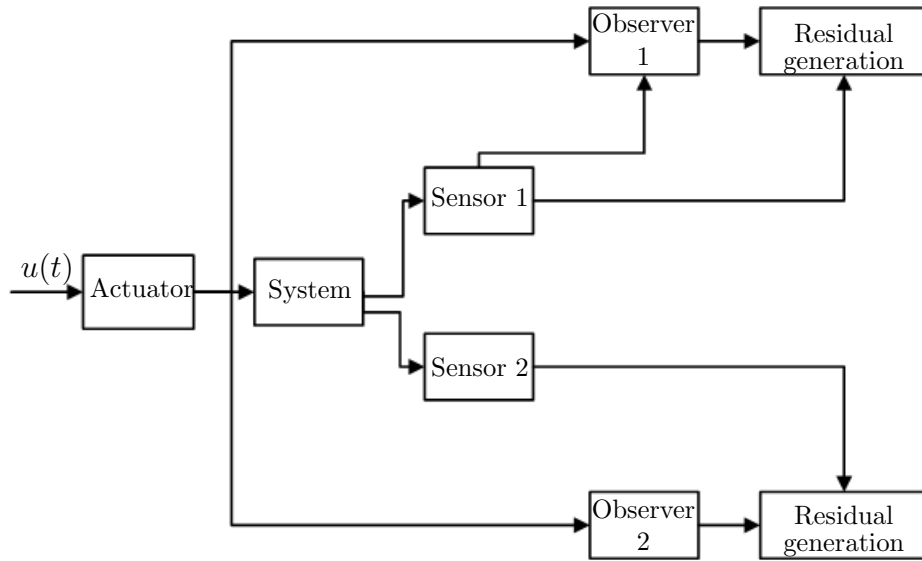 Observer
1
Residual
generation
Sensor 1
u(t)
Actuator
System
Sensor 2
Observer
2
Residual
generation